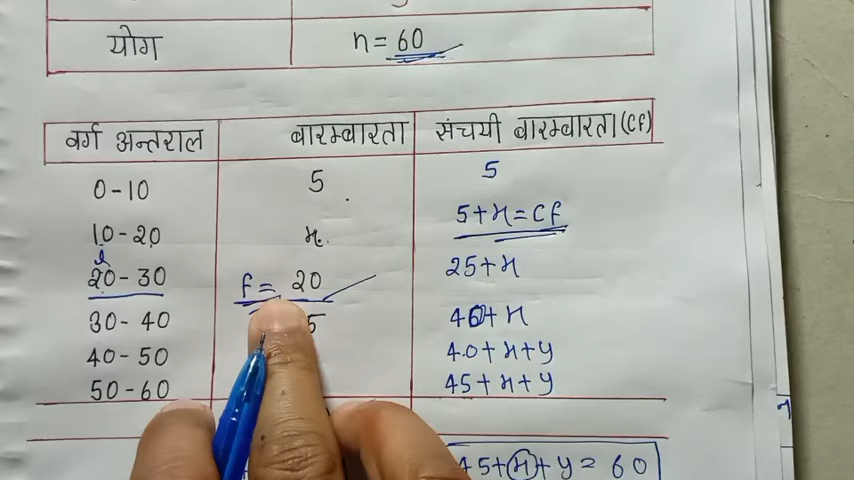 योग n = 60
वर्ग अन्तराल बारम्बारता संचयी बारम्बारता (cf)
0-10 5 5
10-20 x 5+x=cf
l
20-30 f= 20 25+x
30-40 5 40+x
40-50 40+x+y
50-60 45+x+y
45+x+y=60